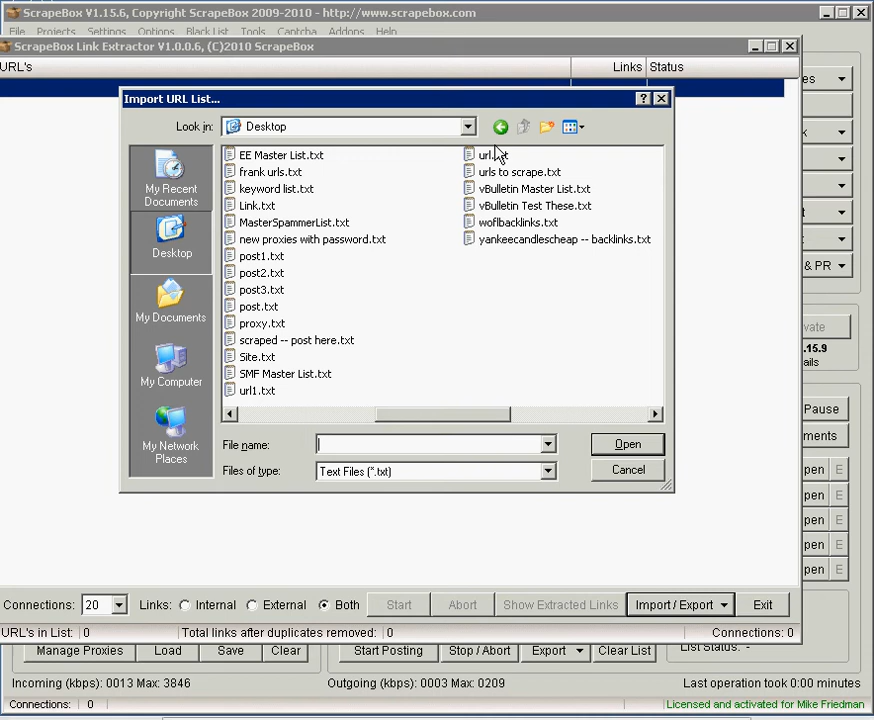 ScrapeBox V1.15.6, Copyright ScrapeBox 2009-2010 - http://www.scrapebox.com
File Projects Settings Options Black List Tools Captcha Addons Help
ScrapeBox Link Extractor V1.0.0.6, (C)2010 ScrapeBox
URL's Links Status
Import URL List...
Look in: Desktop
My Recent
Documents
Desktop
My Documents
My Computer
My Network
Places
EE Master List.txt
frank urls.txt
keyword list.txt
Link.txt
MasterSpammerList.txt
new proxies with password.txt
post1.txt
post2.txt
post3.txt
post.txt
proxy.txt
scraped -- post here.txt
Site.txt
SMF Master List.txt
url1.txt
urls to scrape.txt
vBulletin Master List.txt
vBulletin Test These.txt
woflbacklinks.txt
yankeecandlescheap -- backlinks.txt
File name: Open
Files of type: Text Files (*.txt) Cancel
& PR
.15.9
Pause
Connections: 20 Links: Internal External Both Start Abort Show Extracted Links Import / Export Exit
URL's in List: 0 Total links after duplicates removed: 0 Connections: 0
Manage Proxies Load Save Clear Start Posting Stop / Abort Export Clear List List Status: -
Incoming (kbps): 0013 Max: 3846 Outgoing (kbps): 0003 Max: 0209 Last operation took 0:00 minutes
Connections: 0 Licensed and activated for Mike Friedman